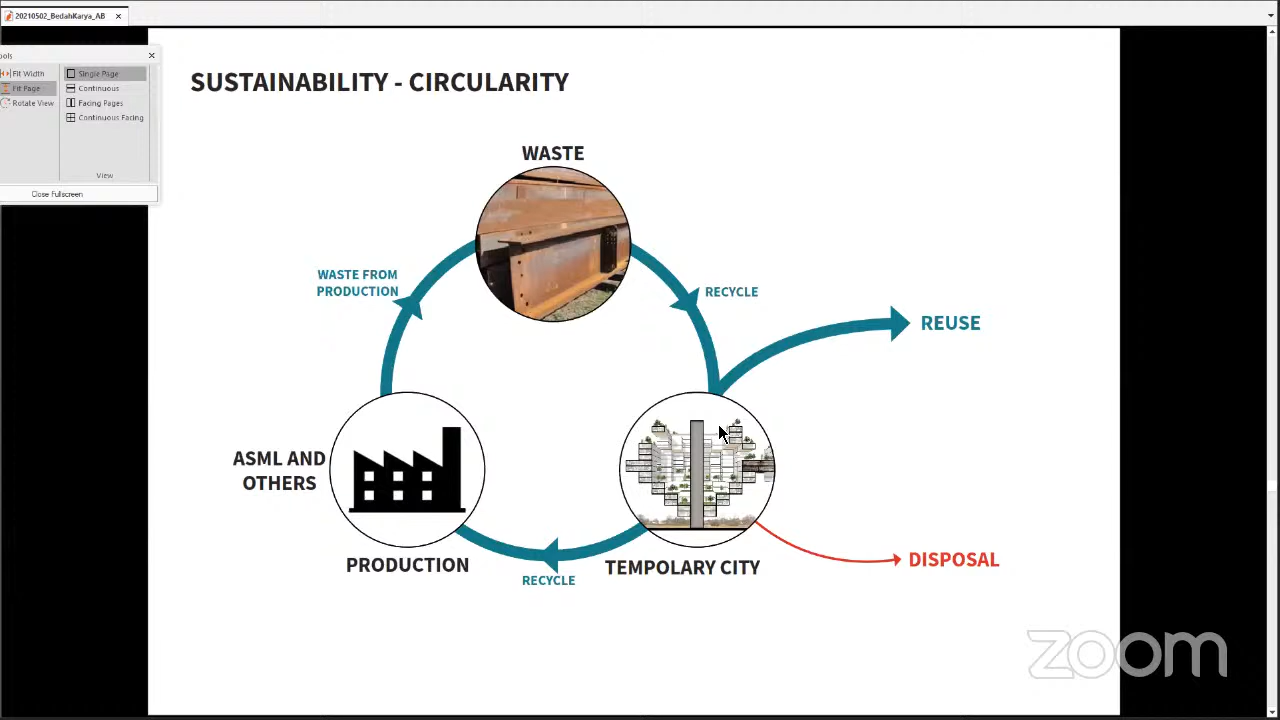 20210502_BedahKarya_AB
ools
Fit Width
Fit Page
Rotate View
Single Page
Continuous
Facing Pages
Continuous Facing
View
Close Fullscreen
SUSTAINABILITY - CIRCULARITY
WASTE
WASTE FROM
PRODUCTION
RECYCLE
REUSE
ASML AND
OTHERS
PRODUCTION
RECYCLE
TEMPOLARY CITY
DISPOSAL
zoom